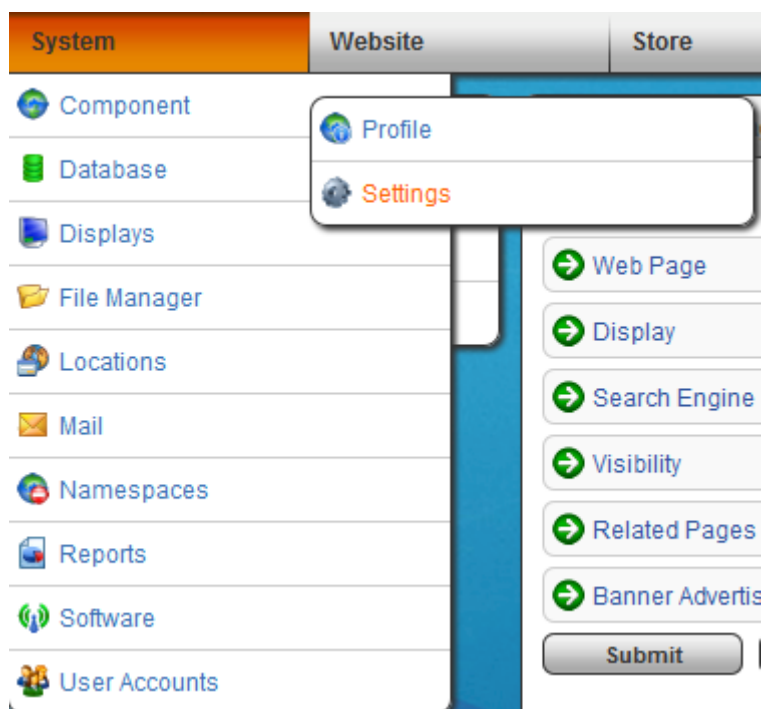 System
Website
Store
Component
Database
Displays
File Manager
Locations
Mail
Namespaces
Reports
Software
User Accounts
Profile
Settings
Web Page
Display
Search Engine
Visibility
Related Pages
Banner Advertis
Submit